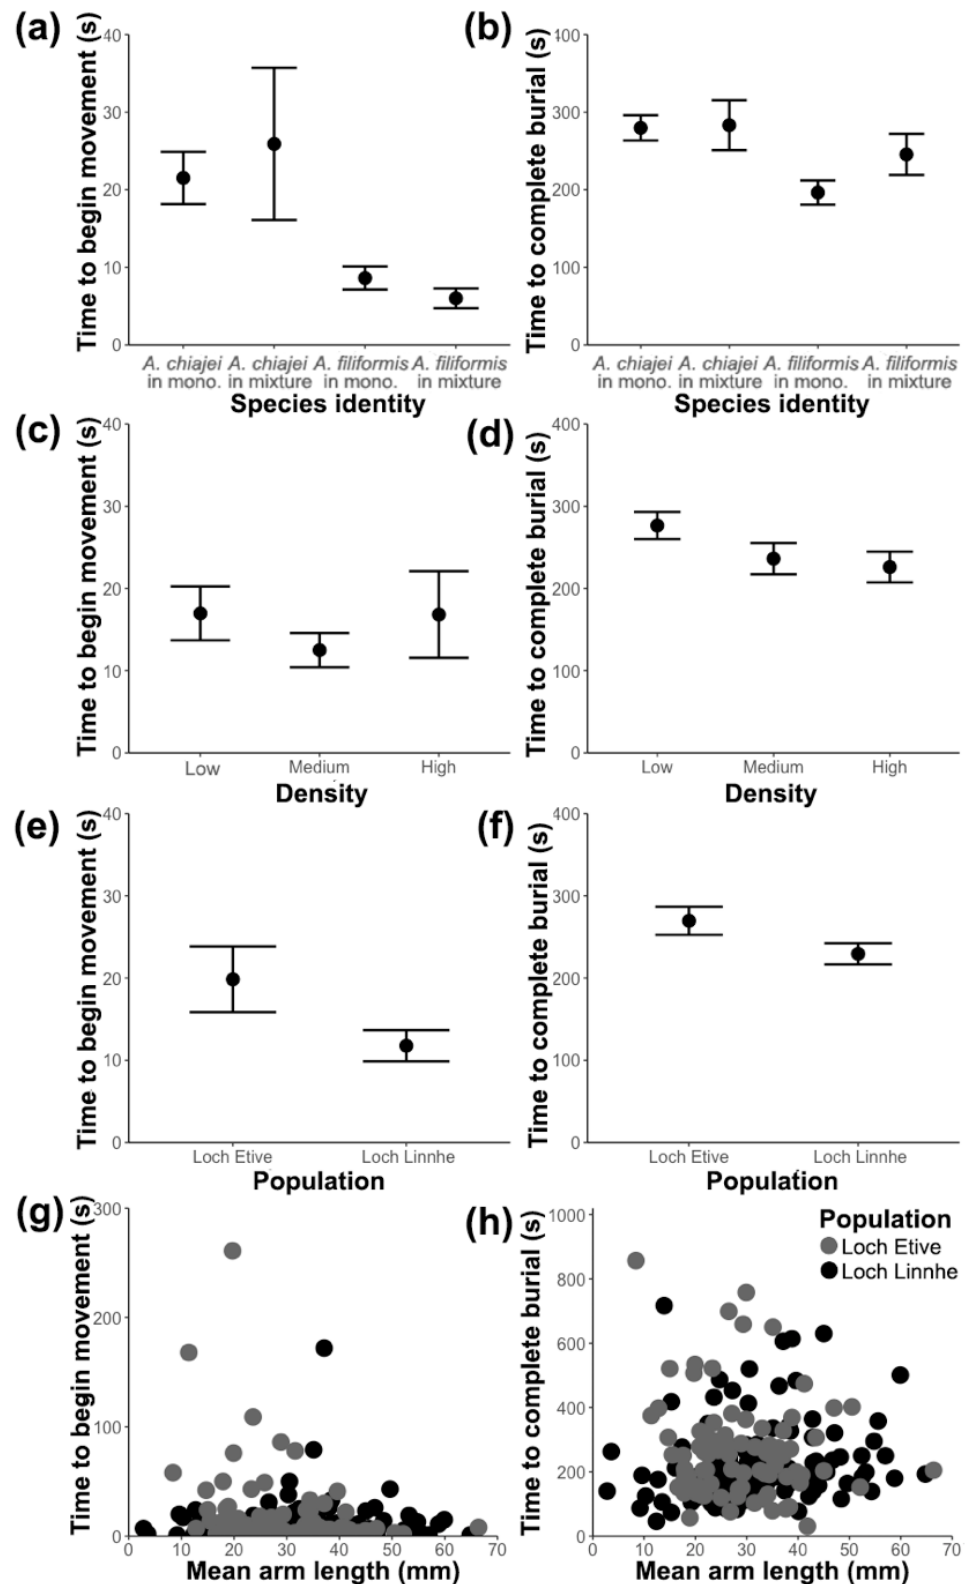 (a)
Time to begin movement (s)
40
30
20
10
0
A. chiajei
in mono.
A. chiajei
in mixture
A. filiformis
in mono.
A. filiformis
in mixture
Species identity
(b)
Time to complete burial (s)
300
200
100
0
A. chiajei
in mono.
A. chiajei
in mixture
A. filiformis
in mono.
A. filiformis
in mixture
Species identity
(c)
Time to begin movement (s)
40
30
20
10
0
Low
Medium
High
Density
(d)
Time to complete burial (s)
400
300
200
100
0
Low
Medium
High
Density
(e)
Time to begin movement (s)
40
30
20
10
0
Loch Etive
Loch Linnhe
Population
(f)
Time to complete burial (s)
400
300
200
100
0
Loch Etive
Loch Linnhe
Population
(g)
Time to begin movement (s)
300
200
100
0
0 10 20 30 40 50 60 70
Mean arm length (mm)
(h)
Time to complete burial (s)
1000
800
600
400
200
0
0 10 20 30 40 50 60 70
Mean arm length (mm)
Population
Loch Etive
Loch Linnhe